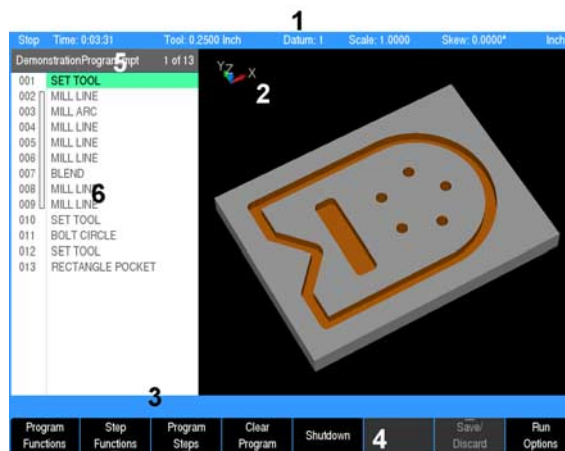 1
Stop Time: 0:03:31 Tool: 0.2500 Inch Datum: 1 Scale: 1.0000 Skew: 0.0000° Inch
DemonstrationProgram.mpt 1 of 13
5
Y Z X
2
001 SET TOOL
002 MILL LINE
003 MILL ARC
004 MILL LINE
005 MILL LINE
006 MILL LINE
007 BLEND
008 MILL LINE
6
009 MILL LINE
010 SET TOOL
011 BOLT CIRCLE
012 SET TOOL
013 RECTANGLE POCKET
3
Program Functions
Step Functions
Program Steps
Clear Program
Shutdown
4
Save/ Discard
Run Options